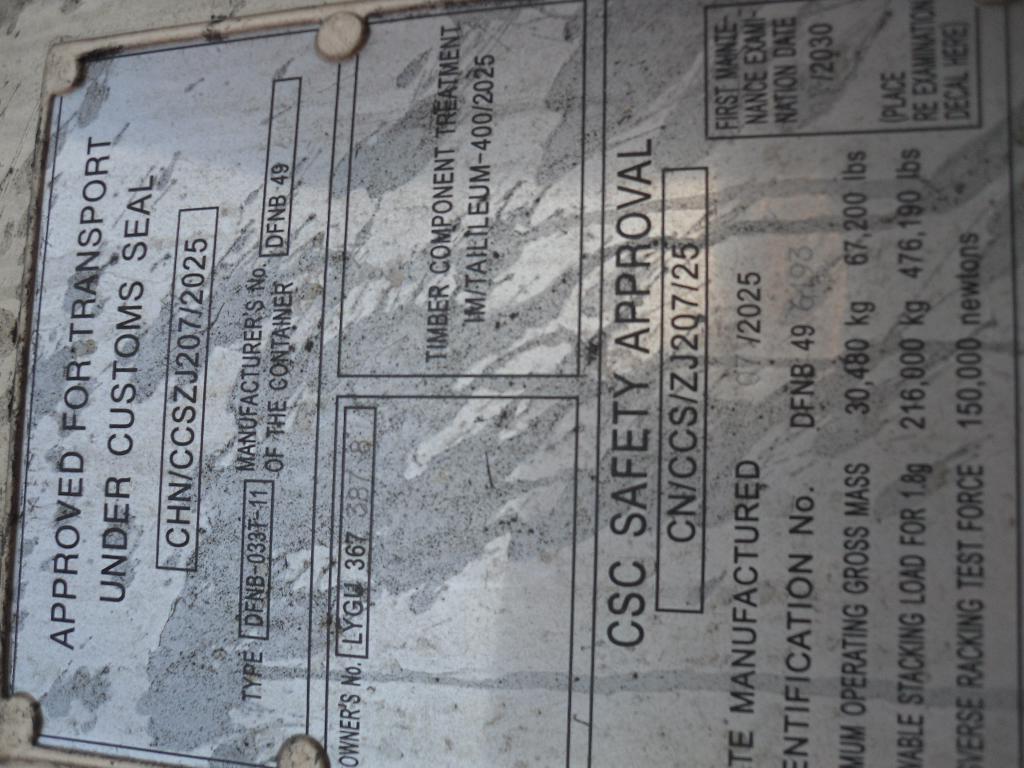 APPROVED FOR TRANSPORT
UNDER CUSTOMS SEAL
CHN/CCSZJ207/2025
TYPE DFNB-033T-11 MANUFACTURER'S No. OF THE CONTAINER DFNB 49
OWNER'S No. LYGU 367
TIMBER COMPONENT TREATMENT
IM/TAILILEUM-400/2025
CSC SAFETY APPROVAL
CN/CCS/ZJ207/25
TE MANUFACTURED 07 /2025
ENTIFICATION No. DFNB 49
MUM OPERATING GROSS MASS 30,480 kg 67,200 lbs
VABLE STACKING LOAD FOR 1.8g 216,000 kg 476,190 lbs
VERSE RACKING TEST FORCE 150,000 newtons
FIRST MAINTE-
NANCE EXAMI-
NATION DATE
/2030
(PLACE
RE EXAMINATION
DECAL HERE)